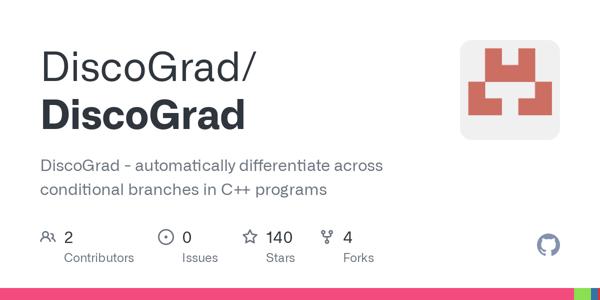 DiscoGrad/
DiscoGrad
DiscoGrad - automatically differentiate across
conditional branches in C++ programs
2 0 140 4
Contributors Issues Stars Forks